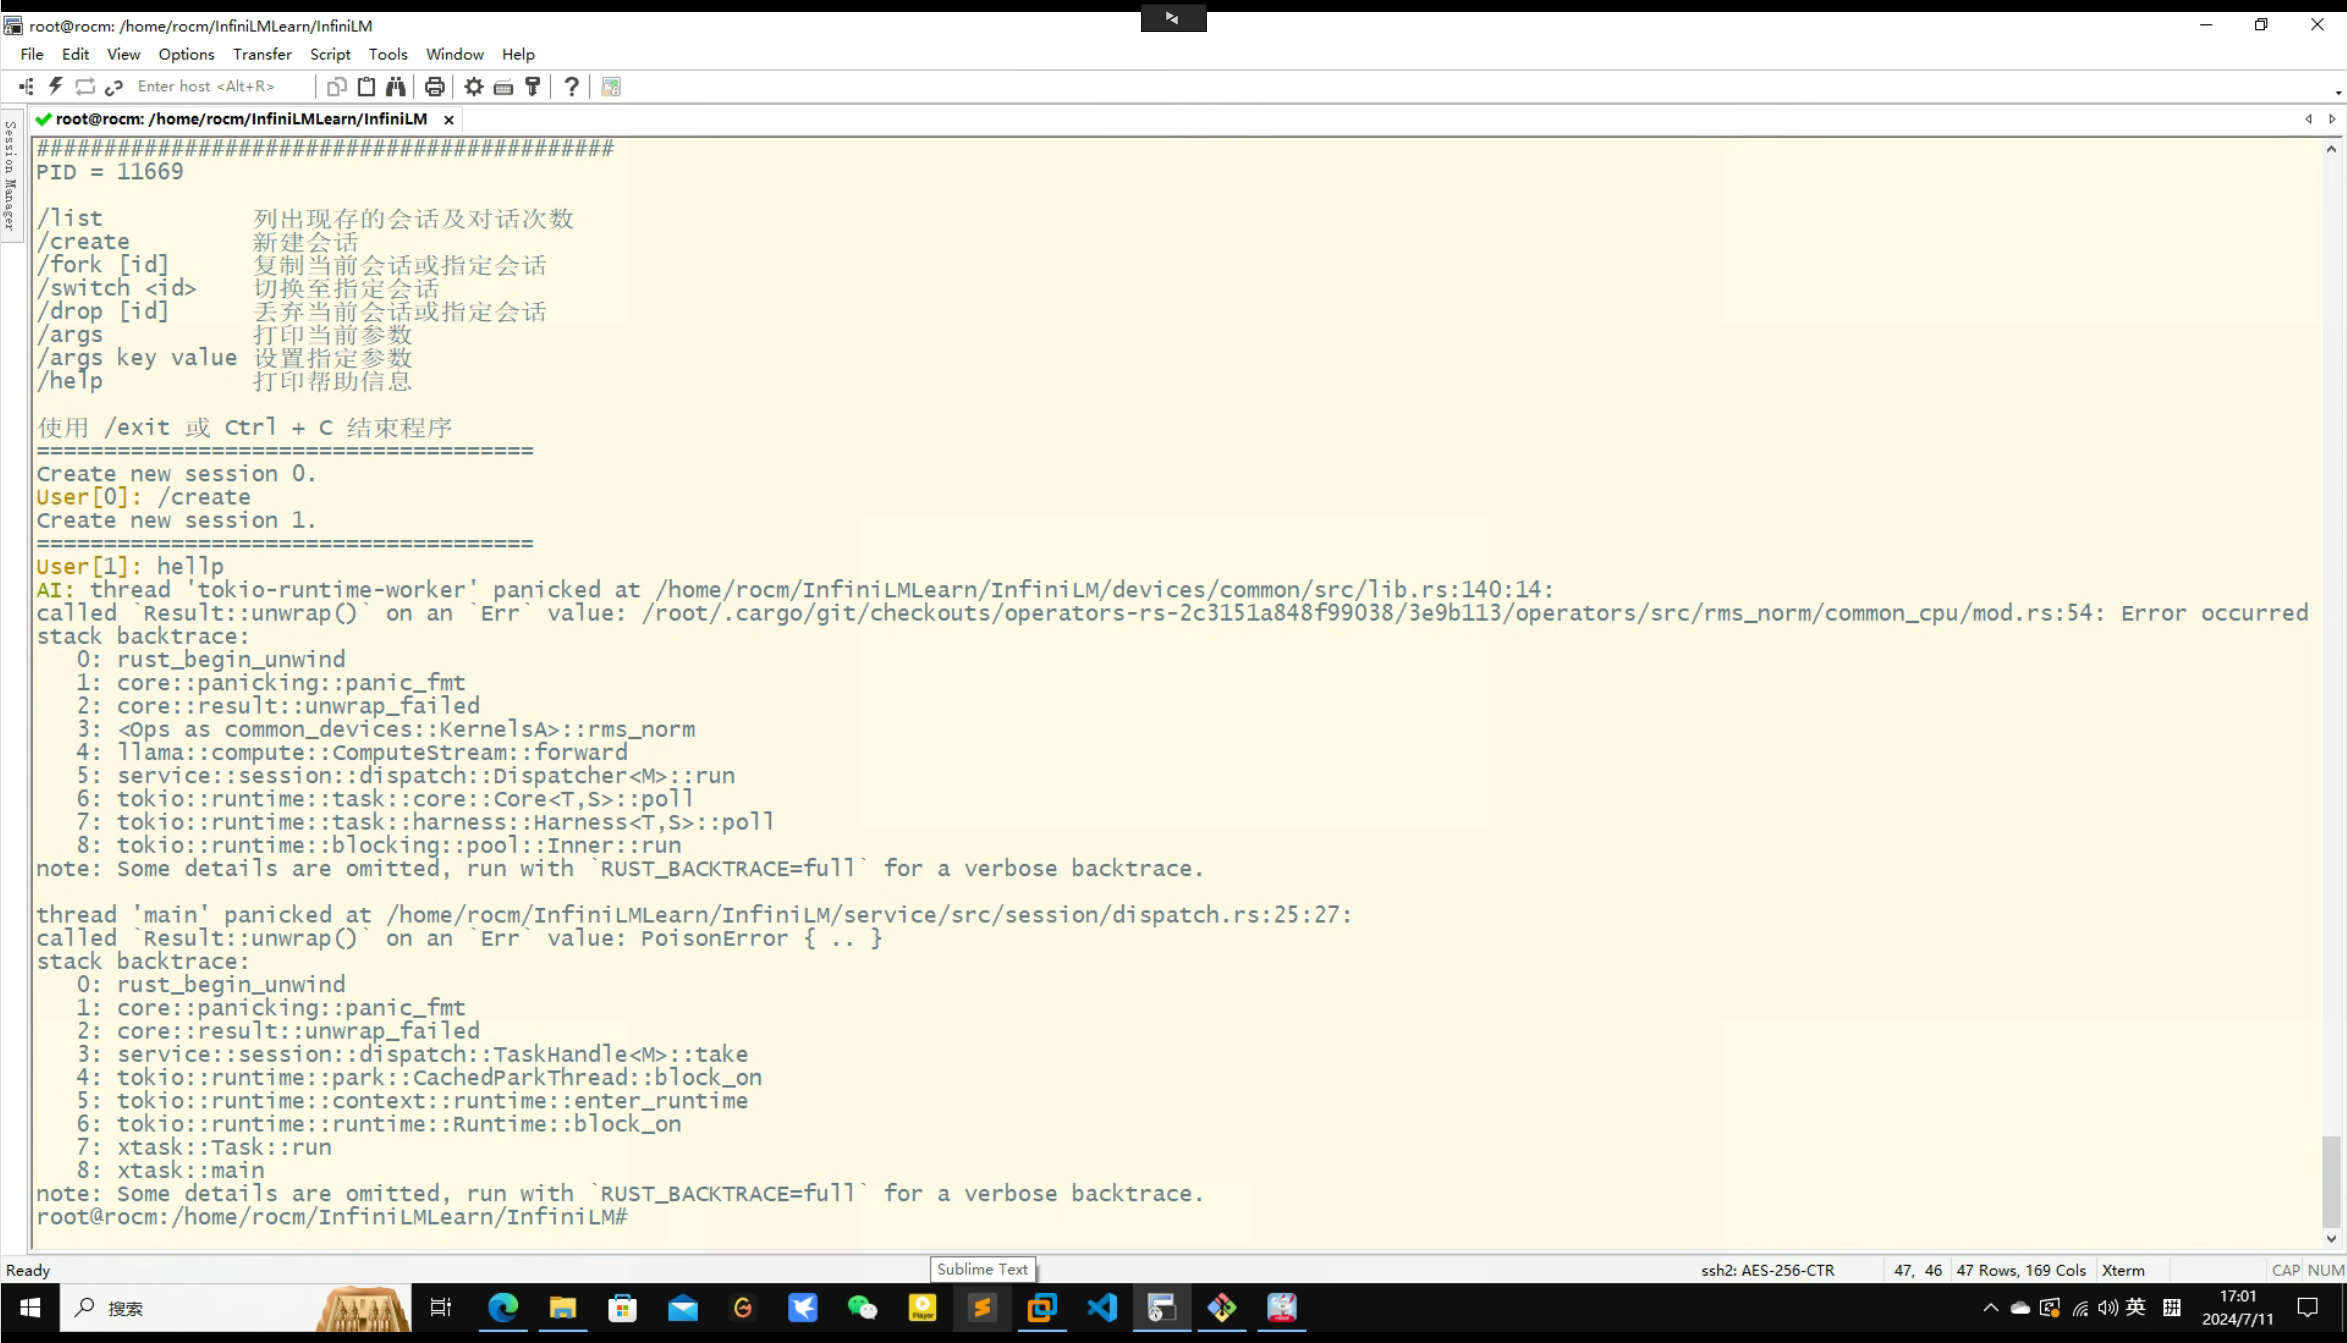 root@rocm: /home/rocm/InfiniLMLearn/InfiniLM
File Edit View Options Transfer Script Tools Window Help
Enter host <Alt+R>
root@rocm: /home/rocm/InfiniLMLearn/InfiniLM
Session Manager
###########################################
PID = 11669
/list 列出现存的会话及对话次数
/create 新建会话
/fork [id] 复制当前会话或指定会话
/switch <id> 切换至指定会话
/drop [id] 丢弃当前会话或指定会话
/args 打印当前参数
/args key value 设置指定参数
/help 打印帮助信息
使用 /exit 或 Ctrl + C 结束程序
=====================================
Create new session 0.
User[0]: /create
Create new session 1.
=====================================
User[1]: hellp
AI: thread 'tokio-runtime-worker' panicked at /home/rocm/InfiniLMLearn/InfiniLM/devices/common/src/lib.rs:140:14:
called `Result::unwrap()` on an `Err` value: /root/.cargo/git/checkouts/operators-rs-2c3151a848f99038/3e9b113/operators/src/rms_norm/common_cpu/mod.rs:54: Error occurred
stack backtrace:
0: rust_begin_unwind
1: core::panicking::panic_fmt
2: core::result::unwrap_failed
3: <Ops as common_devices::KernelsA>::rms_norm
4: llama::compute::ComputeStream::forward
5: service::session::dispatch::Dispatcher<M>::run
6: tokio::runtime::task::core::Core<T,S>::poll
7: tokio::runtime::task::harness::Harness<T,S>::poll
8: tokio::runtime::blocking::pool::Inner::run
note: Some details are omitted, run with `RUST_BACKTRACE=full` for a verbose backtrace.
thread 'main' panicked at /home/rocm/InfiniLMLearn/InfiniLM/service/src/session/dispatch.rs:25:27:
called `Result::unwrap()` on an `Err` value: PoisonError { .. }
stack backtrace:
0: rust_begin_unwind
1: core::panicking::panic_fmt
2: core::result::unwrap_failed
3: service::session::dispatch::TaskHandle<M>::take
4: tokio::runtime::park::CachedParkThread::block_on
5: tokio::runtime::context::runtime::enter_runtime
6: tokio::runtime::runtime::Runtime::block_on
7: xtask::Task::run
8: xtask::main
note: Some details are omitted, run with `RUST_BACKTRACE=full` for a verbose backtrace.
root@rocm:/home/rocm/InfiniLMLearn/InfiniLM#
Sublime Text
Ready ssh2: AES-256-CTR 47, 46 47 Rows, 169 Cols Xterm CAP NUM
搜索
Player
英
17:01
2024/7/11